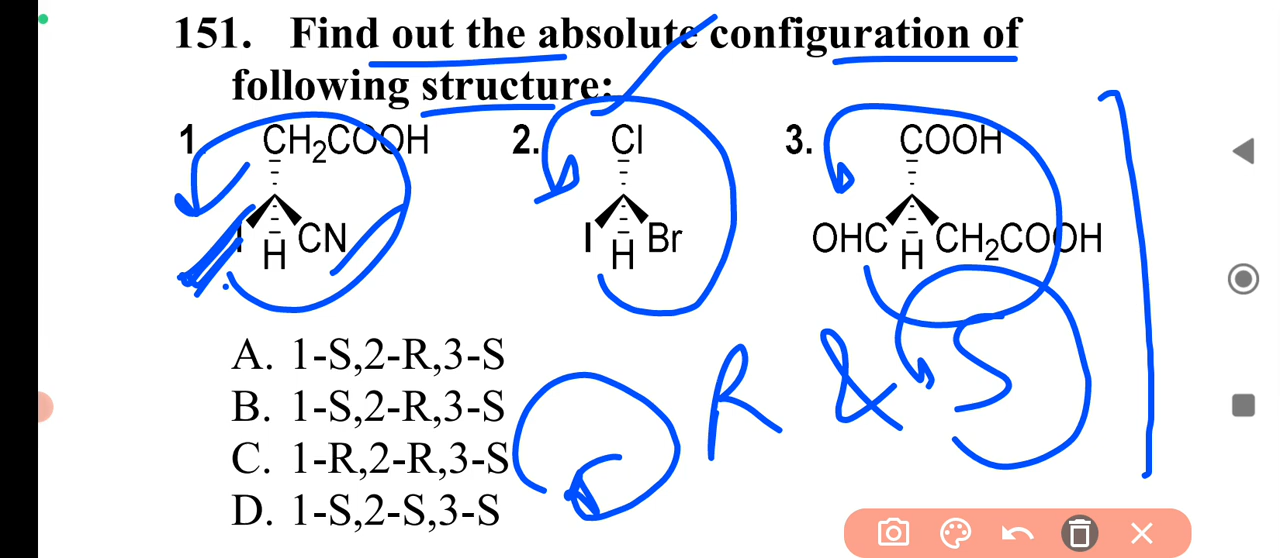 151. Find out the absolute configuration of
following structure:
1. CH₂COOH 2. Cl 3. COOH
H CN I H Br OHC H CH₂COOH
A. 1-S,2-R,3-S
B. 1-S,2-R,3-S
C. 1-R,2-R,3-S
D. 1-S,2-S,3-S
R & S